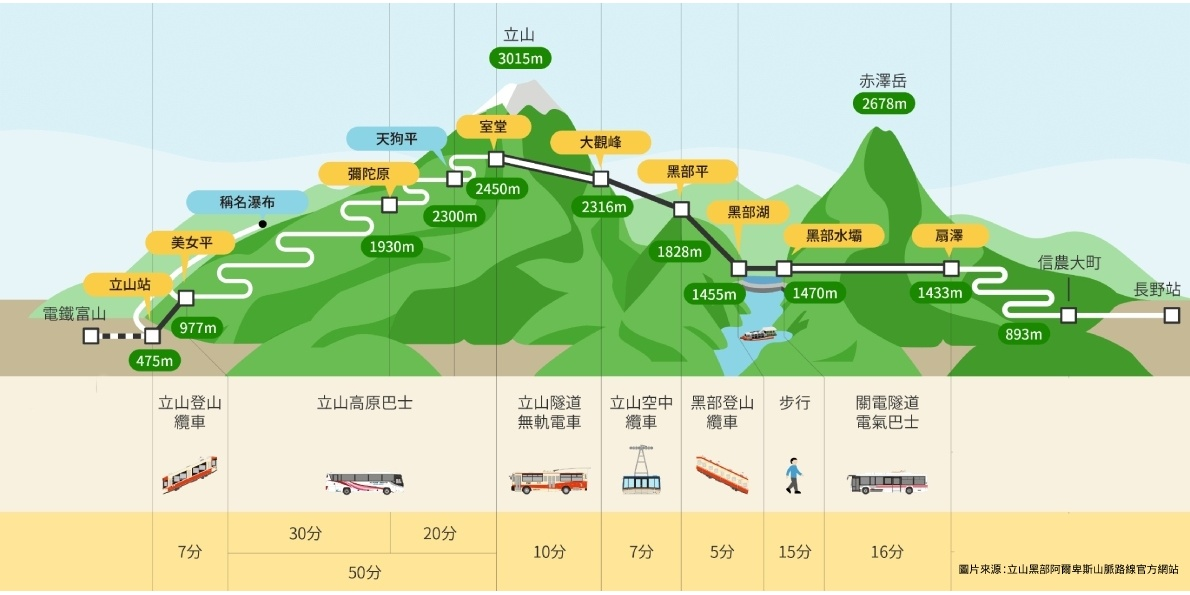 立山
3015m
赤澤岳
2678m
天狗平
室堂
大觀峰
彌陀原
黑部平
2450m
稱名瀑布
2300m
2316m
黑部湖
美女平
1930m
1828m
黑部水壩
扇澤
信農大町
立山站
1455m
1470m
1433m
長野站
電鐵富山
977m
893m
475m
立山登山
纜車
立山高原巴士
立山隧道
無軌電車
立山空中
纜車
黑部登山
纜車
步行
關電隧道
電氣巴士
7分
30分
20分
50分
10分
7分
5分
15分
16分
圖片來源:立山黑部阿爾卑斯山脈路線官方網站